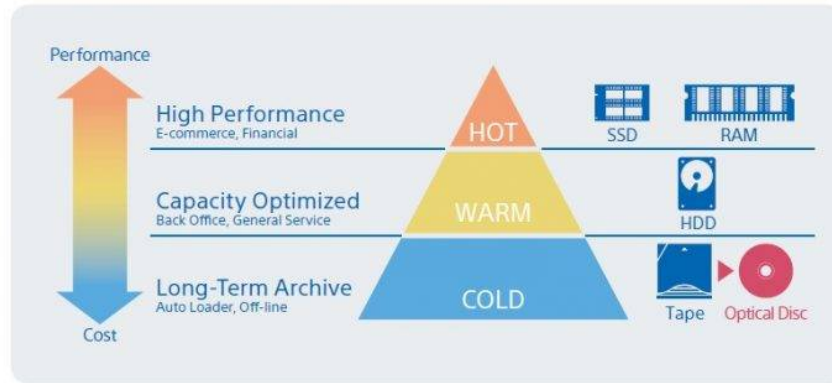 Performance
High Performance
E-commerce, Financial
HOT
SSD
RAM
Capacity Optimized
Back Office, General Service
WARM
HDD
Long-Term Archive
Auto Loader, Off-line
COLD
Tape
Optical Disc
Cost